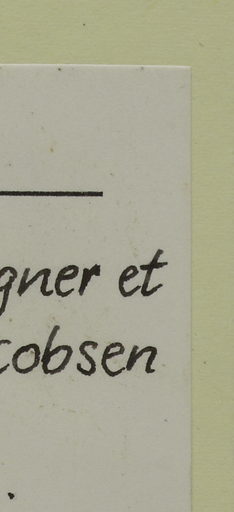 gner et
cobsen
.